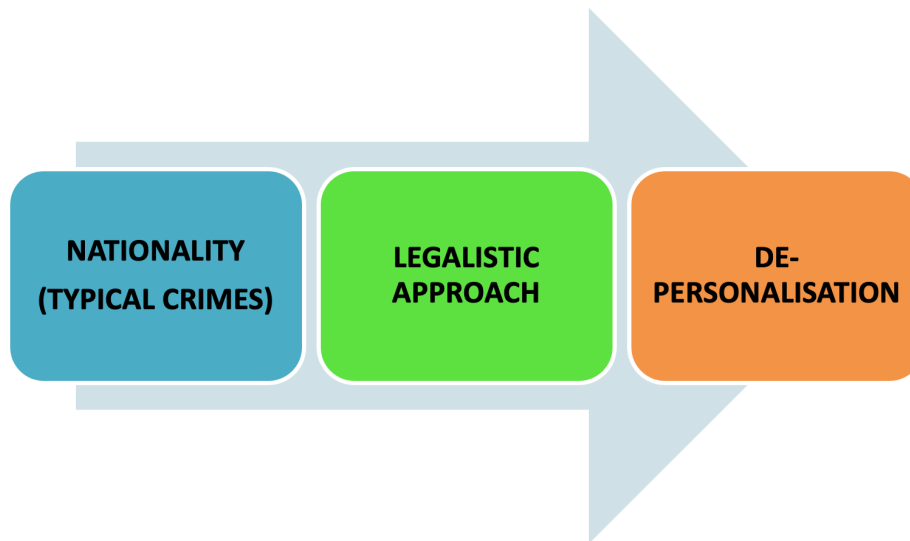 NATIONALITY
(TYPICAL CRIMES)
LEGALISTIC
APPROACH
DE-
PERSONALISATION